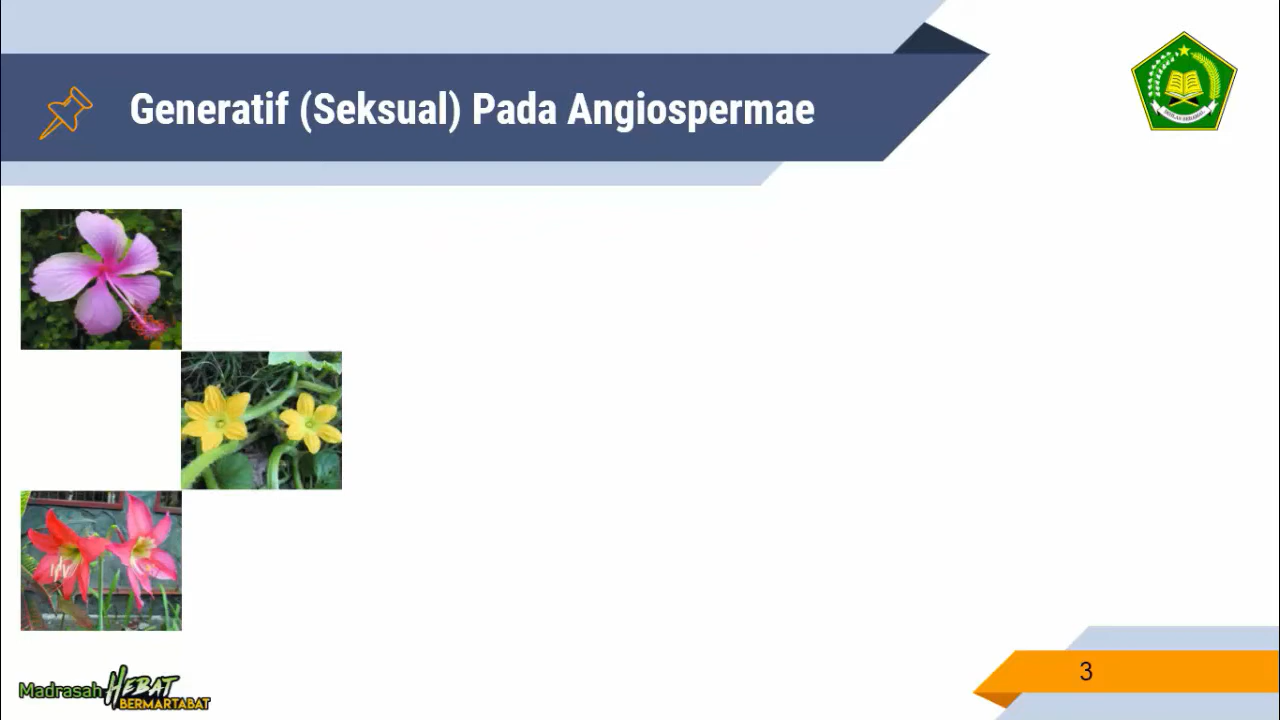 Generatif (Seksual) Pada Angiospermae
Madrasah HEBAT
BERMARTABAT
3